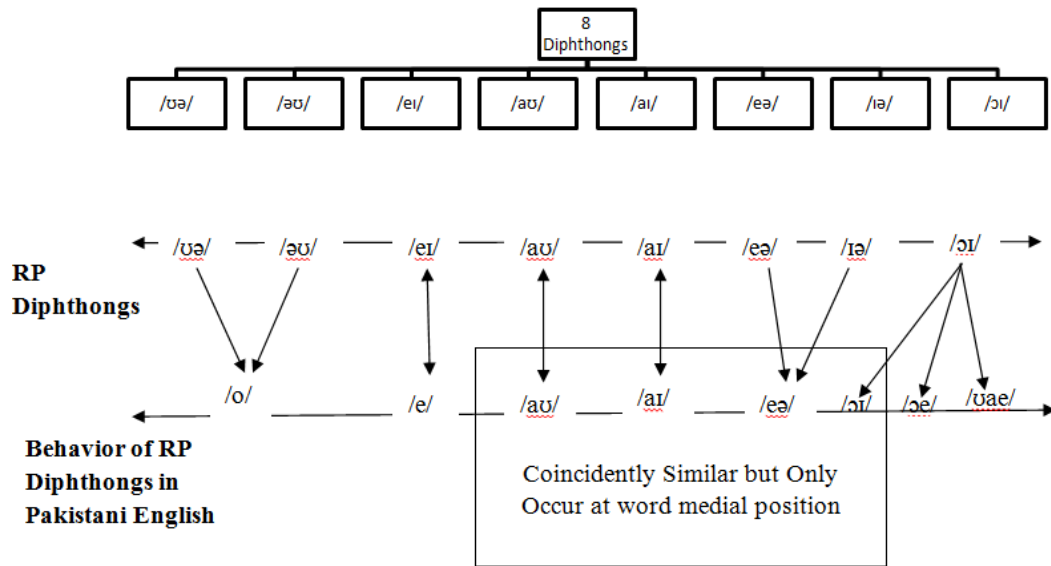 8
Diphthongs
/ʊə/ /əʊ/ /eɪ/ /aʊ/ /aɪ/ /eə/ /ɪə/ /ɔɪ/
/ʊə/ /əʊ/ /eɪ/ /aʊ/ /aɪ/ /eə/ /ɪə/ /ɔɪ/
RP
Diphthongs
/o/ /e/ /aʊ/ /aɪ/ /eə/ /ɔɪ/ /ɔe/ /ʊae/
Behavior of RP
Diphthongs in
Pakistani English
Coincidently Similar but Only
Occur at word medial position